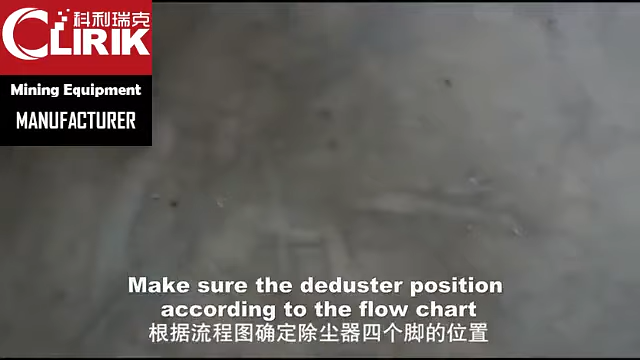 科利瑞克
CLIRIK
Mining Equipment
MANUFACTURER
Make sure the deduster position
according to the flow chart
根据流程图确定除尘器四个脚的位置